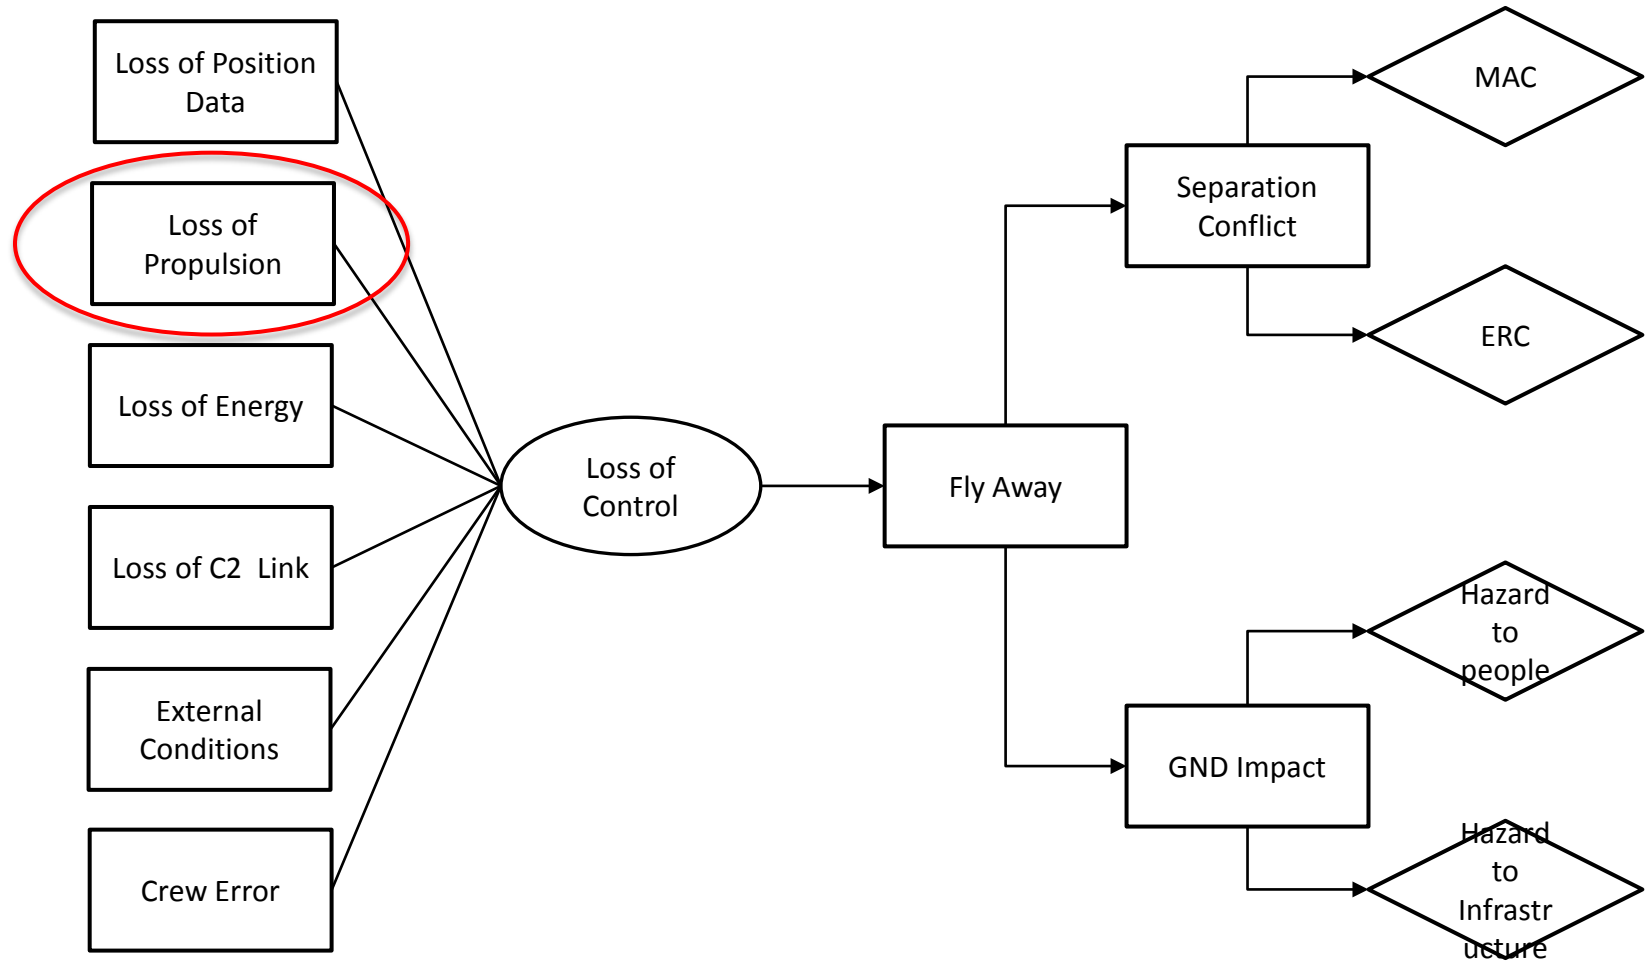 Loss of Position
Data
Loss of
Propulsion
Loss of Energy
Loss of C2  Link
External
Conditions
Crew Error
Loss of
Control
Fly Away
Separation
Conflict
GND Impact
MAC
ERC
Hazard
to
people
Hazard
to
Infrastr
ucture